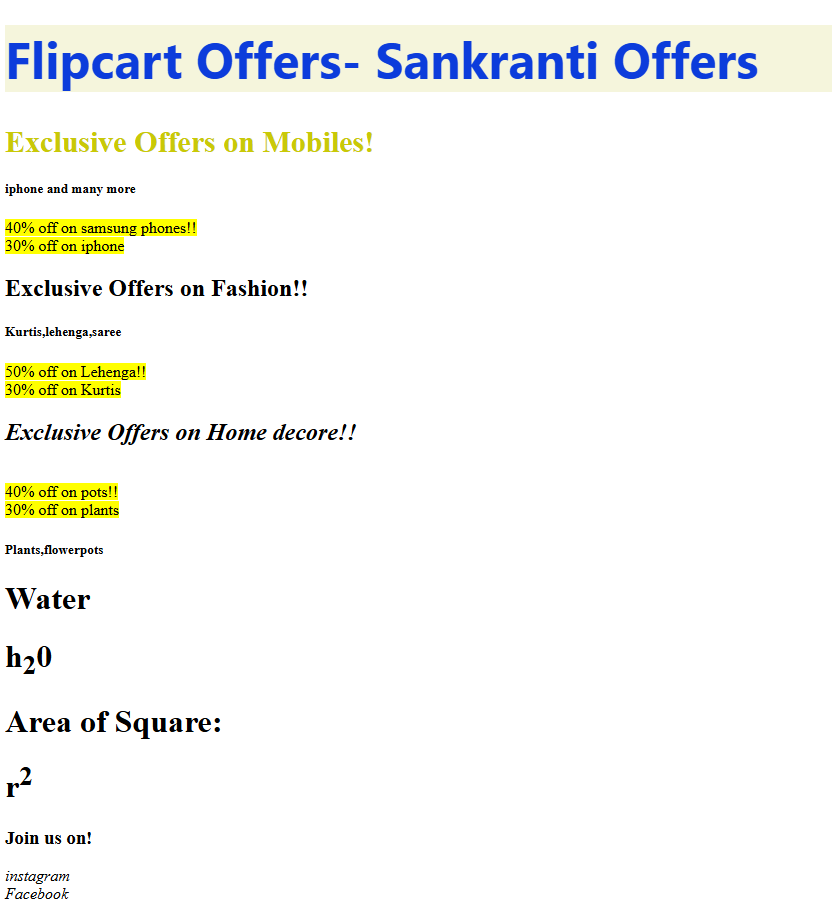 Flipcart Offers- Sankranti Offers
Exclusive Offers on Mobiles!
iphone and many more
40% off on samsung phones!!
30% off on iphone
Exclusive Offers on Fashion!!
Kurtis,lehenga,saree
50% off on Lehenga!!
30% off on Kurtis
Exclusive Offers on Home decore!!
40% off on pots!!
30% off on plants
Plants,flowerpots
Water
h₂0
Area of Square:
r²
Join us on!
instagram
Facebook